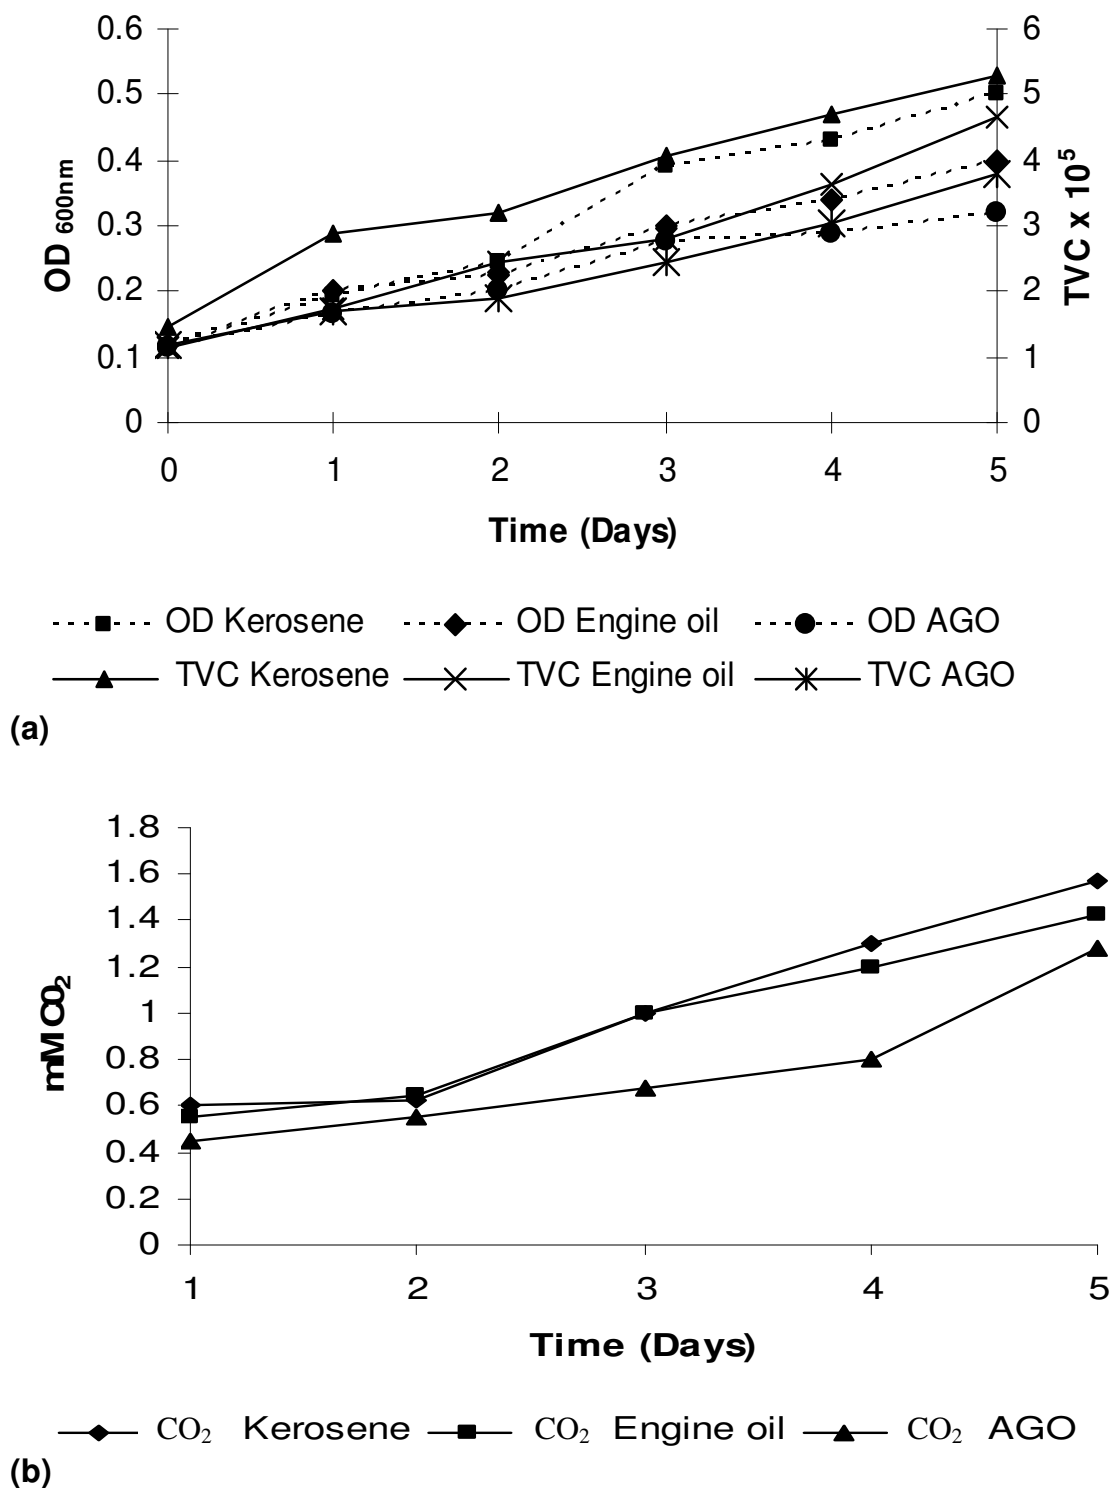 0.6 6
0.5 5
0.4 4
0.3 3
0.2 2
0.1 1
0 0
OD 600nm
TVC x 10⁵
0 1 2 3 4 5
Time (Days)
OD Kerosene OD Engine oil OD AGO
TVC Kerosene TVC Engine oil TVC AGO
(a)
1.8
1.6
1.4
1.2
1
0.8
0.6
0.4
0.2
0
mM C0₂
1 2 3 4 5
Time (Days)
CO₂ Kerosene CO₂ Engine oil CO₂ AGO
(b)